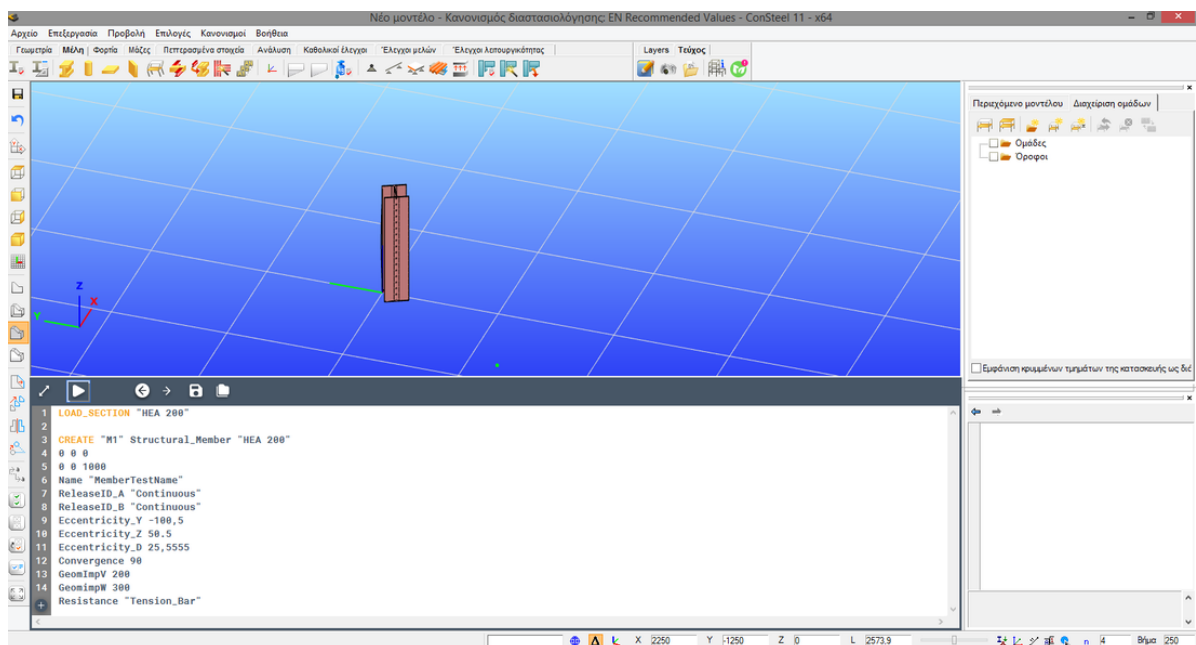 Νέο μοντέλο - Κανονισμός διαστασιολόγησης: EN Recommended Values - ConSteel 11 - x64
Αρχείο Επεξεργασία Προβολή Επιλογές Κανονισμοί Βοήθεια
Γεωμετρία Μέλη Φορτία Μάζες Πεπερασμένα στοιχεία Ανάλυση Καθολικοί έλεγχοι Έλεγχοι μελών Έλεγχοι λειτουργικότητας Layers Τεύχος
Περιεχόμενο μοντέλου Διαχείριση ομάδων
Ομάδες
Όροφοι
Z
X
Y
Εμφάνιση κρυμμένων τμημάτων της κατασκευής ως διέ
1 LOAD_SECTION "HEA 200"
2
3 CREATE "M1" Structural_Member "HEA 200"
4 0 0 0
5 0 0 1000
6 Name "MemberTestName"
7 ReleaseID_A "Continuous"
8 ReleaseID_B "Continuous"
9 Eccentricity_Y -100,5
10 Eccentricity_Z 50.5
11 Eccentricity_D 25,5555
12 Convergence 90
13 GeomImpV 200
14 GeomimpW 300
Resistance "Tension_Bar"
X 2250 Y -1250 Z 0 L 2573,9 n 4 Βήμα 250